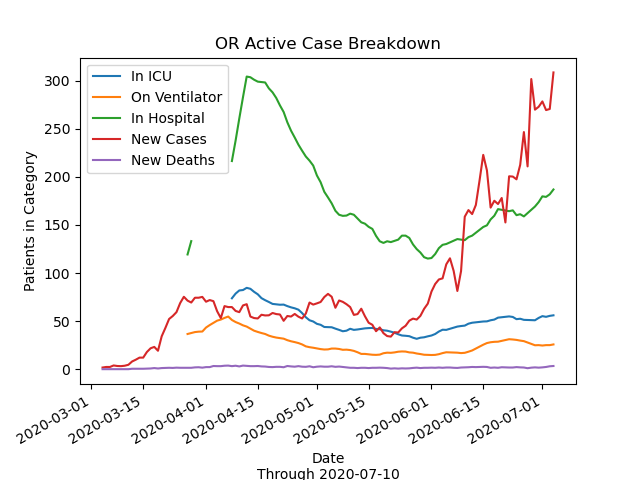 OR Active Case Breakdown
In ICU
On Ventilator
In Hospital
New Cases
New Deaths
Patients in Category
300
250
200
150
100
50
0
2020-03-01
2020-03-15
2020-04-01
2020-04-15
2020-05-01
2020-05-15
2020-06-01
2020-06-15
2020-07-01
Date
Through 2020-07-10